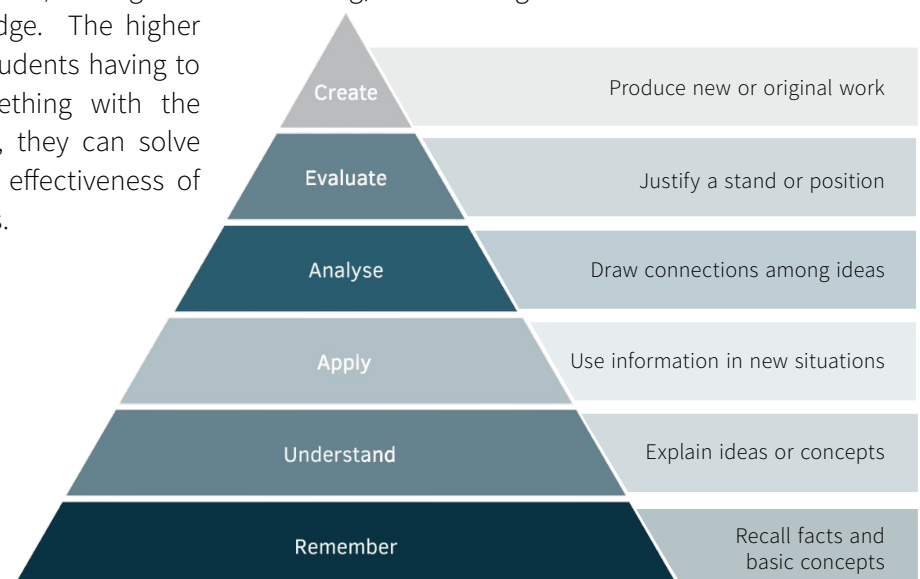 dge. The higher
udents having to
ething with the
, they can solve
effectiveness of
s.
Create
Produce new or original work
Evaluate
Justify a stand or position
Analyse
Draw connections among ideas
Apply
Use information in new situations
Understand
Explain ideas or concepts
Remember
Recall facts and
basic concepts